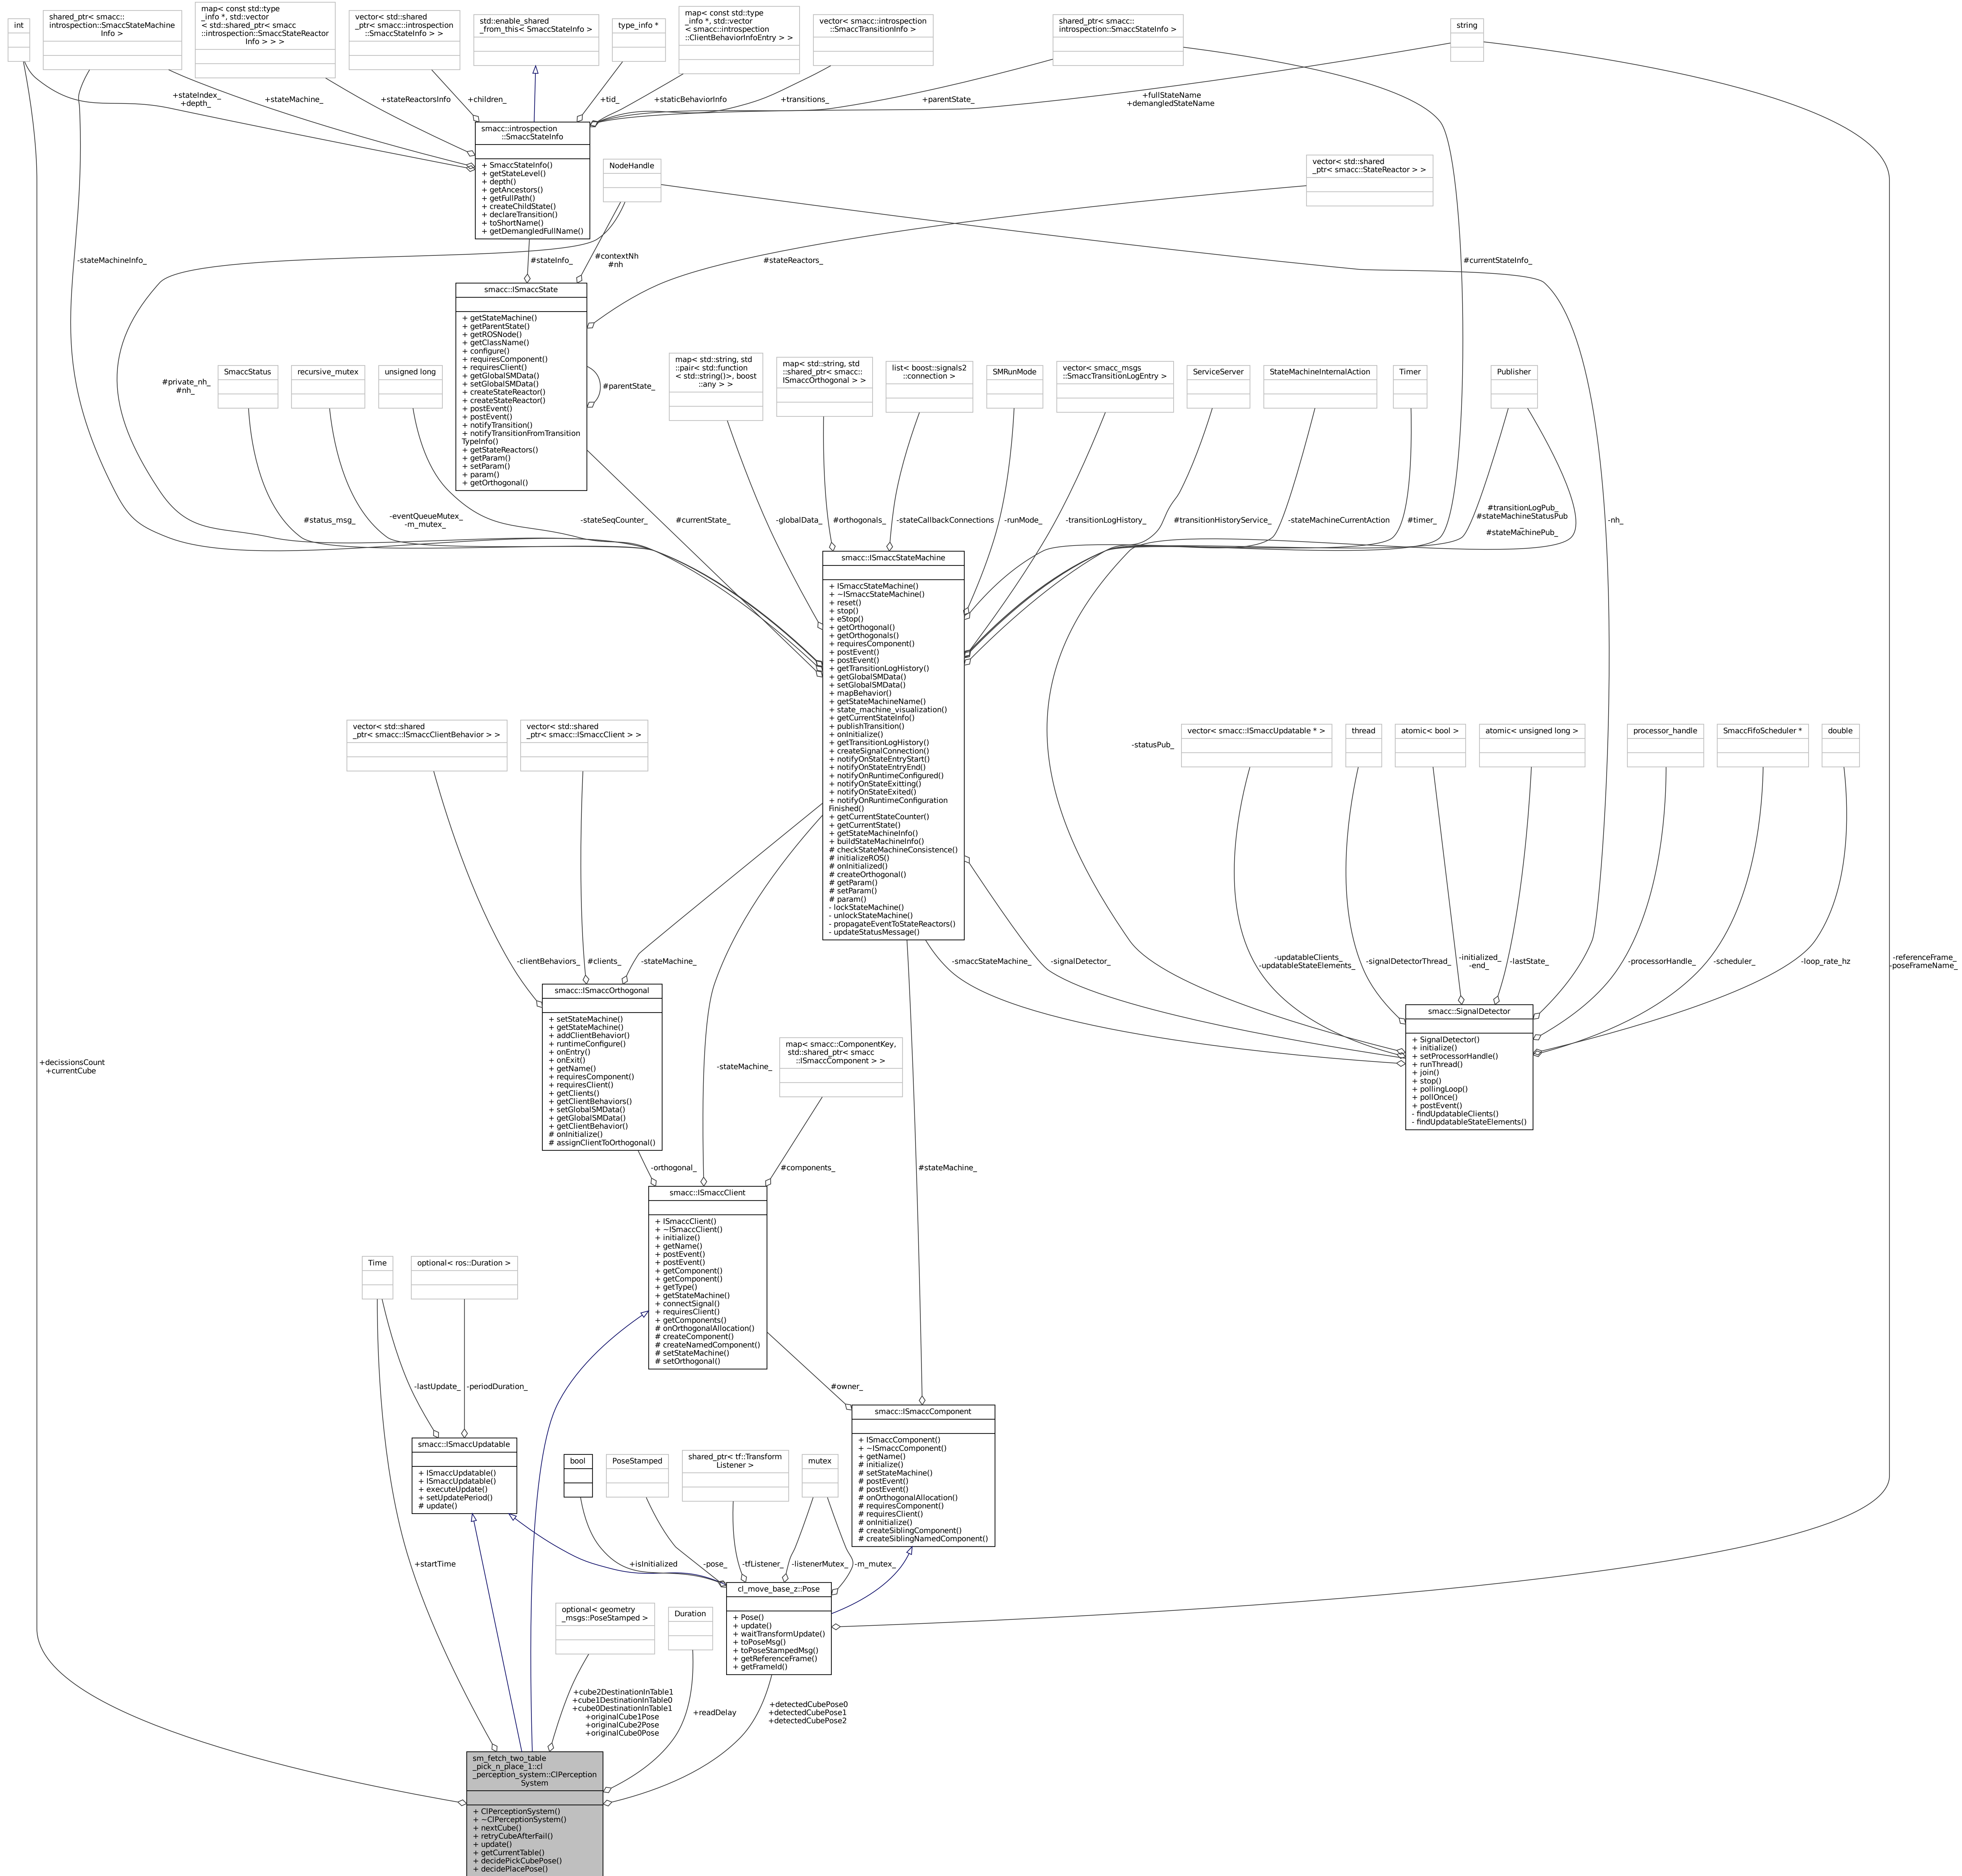 int
shared_ptr< smacc::
introspection::SmaccStateMachine
Info >
map< const std::type
_info *, std::vector
< std::shared_ptr< smacc
::introspection::SmaccStateReactor
Info > > >
vector< std::shared
_ptr< smacc::introspection
::SmaccStateInfo > >
std::enable_shared
_from_this< SmaccStateInfo >
type_info *
map< const std::type
_info *, std::vector
< smacc::introspection
::ClientBehaviorInfoEntry > >
vector< smacc::introspection
::SmaccTransitionInfo >
shared_ptr< smacc::
introspection::SmaccStateInfo >
string
+stateIndex_
+depth_
+stateMachine_
+stateReactorsInfo
+children_
+tid_
+staticBehaviorInfo
+transitions_
+parentState_
+fullStateName
+demangledStateName
smacc::introspection
::SmaccStateInfo
+ SmaccStateInfo()
+ getStateLevel()
+ depth()
+ getAncestors()
+ getFullPath()
+ createChildState()
+ declareTransition()
+ toShortName()
+ getDemangledFullName()
NodeHandle
vector< std::shared
_ptr< smacc::StateReactor > >
-stateMachineInfo_
#stateInfo_
#contextNh
#nh
#stateReactors_
#currentStateInfo_
smacc::ISmaccState
+ getStateMachine()
+ getParentState()
+ getROSNode()
+ getClassName()
+ configure()
+ requiresComponent()
+ requiresClient()
+ getGlobalSMData()
+ setGlobalSMData()
+ createStateReactor()
+ createStateReactor()
+ postEvent()
+ postEvent()
+ notifyTransition()
+ notifyTransitionFromTransition
TypeInfo()
+ getStateReactors()
+ getParam()
+ setParam()
+ param()
+ getOrthogonal()
#parentState_
#private_nh_
#nh_
SmaccStatus
recursive_mutex
unsigned long
map< std::string, std
::pair< std::function
< std::string()>, boost
::any > >
map< std::string, std
::shared_ptr< smacc::
ISmaccOrthogonal > >
list< boost::signals2
::connection >
SMRunMode
vector< smacc_msgs
::SmaccTransitionLogEntry >
ServiceServer
StateMachineInternalAction
Timer
Publisher
#status_msg_
-eventQueueMutex_
-m_mutex_
-stateSeqCounter_
#currentState_
-globalData_
#orthogonals_
-stateCallbackConnections
-runMode_
-transitionLogHistory_
#transitionHistoryService_
-stateMachineCurrentAction
#timer_
#transitionLogPub_
#stateMachineStatusPub
_
#stateMachinePub_
-nh_
smacc::ISmaccStateMachine
+ ISmaccStateMachine()
+ ~ISmaccStateMachine()
+ reset()
+ stop()
+ eStop()
+ getOrthogonal()
+ getOrthogonals()
+ requiresComponent()
+ postEvent()
+ postEvent()
+ getTransitionLogHistory()
+ getGlobalSMData()
+ setGlobalSMData()
+ mapBehavior()
+ getStateMachineName()
+ state_machine_visualization()
+ getCurrentStateInfo()
+ publishTransition()
+ onInitialize()
+ getTransitionLogHistory()
+ createSignalConnection()
+ notifyOnStateEntryStart()
+ notifyOnStateEntryEnd()
+ notifyOnRuntimeConfigured()
+ notifyOnStateExitting()
+ notifyOnStateExited()
+ notifyOnRuntimeConfiguration
Finished()
+ getCurrentStateCounter()
+ getCurrentState()
+ getStateMachineInfo()
+ buildStateMachineInfo()
# checkStateMachineConsistence()
# initializeROS()
# onInitialized()
# createOrthogonal()
# getParam()
# setParam()
# param()
- lockStateMachine()
- unlockStateMachine()
- propagateEventToStateReactors()
- updateStatusMessage()
vector< std::shared
_ptr< smacc::ISmaccClientBehavior > >
vector< std::shared
_ptr< smacc::ISmaccClient > >
-statusPub_
vector< smacc::ISmaccUpdatable * >
thread
atomic< bool >
atomic< unsigned long >
processor_handle
SmaccFifoScheduler *
double
-clientBehaviors_
#clients_
-stateMachine_
-smaccStateMachine_
-signalDetector_
-updatableClients_
-updatableStateElements_
-signalDetectorThread_
-initialized_
-end_
-lastState_
-processorHandle_
-scheduler_
-loop_rate_hz
-referenceFrame_
-poseFrameName_
smacc::ISmaccOrthogonal
+ setStateMachine()
+ getStateMachine()
+ addClientBehavior()
+ runtimeConfigure()
+ onEntry()
+ onExit()
+ getName()
+ requiresComponent()
+ requiresClient()
+ getClients()
+ getClientBehaviors()
+ setGlobalSMData()
+ getGlobalSMData()
+ getClientBehavior()
# onInitialize()
# assignClientToOrthogonal()
smacc::SignalDetector
+ SignalDetector()
+ initialize()
+ setProcessorHandle()
+ runThread()
+ join()
+ stop()
+ pollingLoop()
+ pollOnce()
+ postEvent()
- findUpdatableClients()
- findUpdatableStateElements()
+decissionsCount
+currentCube
-stateMachine_
map< smacc::ComponentKey,
std::shared_ptr< smacc
::ISmaccComponent > >
-orthogonal_
#components_
#stateMachine_
smacc::ISmaccClient
+ ISmaccClient()
+ ~ISmaccClient()
+ initialize()
+ getName()
+ postEvent()
+ postEvent()
+ getComponent()
+ getComponent()
+ getType()
+ getStateMachine()
+ connectSignal()
+ requiresClient()
+ getComponents()
# onOrthogonalAllocation()
# createComponent()
# createNamedComponent()
# setStateMachine()
# setOrthogonal()
Time
optional< ros::Duration >
-lastUpdate_
-periodDuration_
#owner_
smacc::ISmaccUpdatable
+ ISmaccUpdatable()
+ ISmaccUpdatable()
+ executeUpdate()
+ setUpdatePeriod()
# update()
bool
PoseStamped
shared_ptr< tf::Transform
Listener >
mutex
smacc::ISmaccComponent
+ ISmaccComponent()
+ ~ISmaccComponent()
+ getName()
# initialize()
# setStateMachine()
# postEvent()
# postEvent()
# onOrthogonalAllocation()
# requiresComponent()
# requiresClient()
# onInitialize()
# createSiblingComponent()
# createSiblingNamedComponent()
+startTime
+isInitialized
-pose_
-tfListener_
-listenerMutex_
-m_mutex_
cl_move_base_z::Pose
+ Pose()
+ update()
+ waitTransformUpdate()
+ toPoseMsg()
+ toPoseStampedMsg()
+ getReferenceFrame()
+ getFrameId()
optional< geometry
_msgs::PoseStamped >
Duration
+cube2DestinationInTable1
+cube1DestinationInTable0
+cube0DestinationInTable1
+originalCube1Pose
+originalCube2Pose
+originalCube0Pose
+readDelay
+detectedCubePose0
+detectedCubePose1
+detectedCubePose2
sm_fetch_two_table
_pick_n_place_1::cl
_perception_system::ClPerception
System
+ ClPerceptionSystem()
+ ~ClPerceptionSystem()
+ nextCube()
+ retryCubeAfterFail()
+ update()
+ getCurrentTable()
+ decidePickCubePose()
+ decidePlacePose()